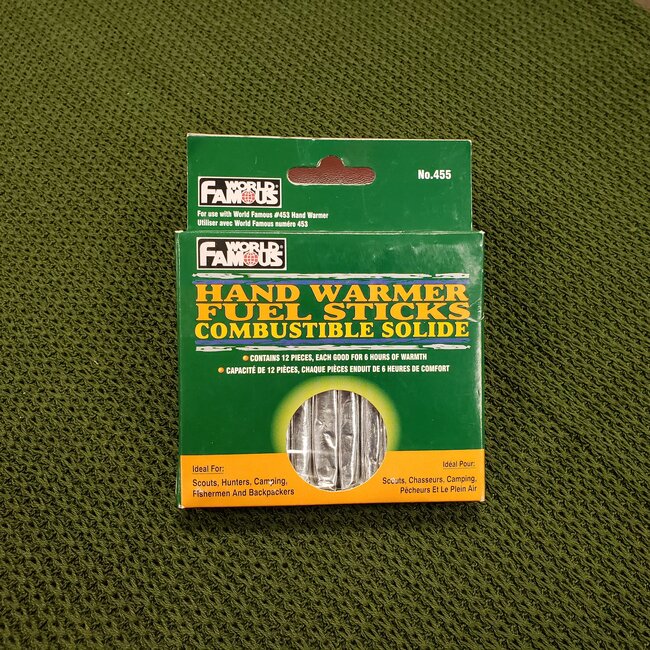 WORLD
FAMOUS
No.455
For use with World Famous #453 Hand Warmer
Utiliser avec World Famous numéro 453
WORLD
FAMOUS
HAND WARMER
FUEL STICKS
COMBUSTIBLE SOLIDE
CONTAINS 12 PIECES, EACH GOOD FOR 6 HOURS OF WARMTH
CAPACITÉ DE 12 PIÈCES, CHAQUE PIÈCES ENDUIT DE 6 HEURES DE COMFORT
Ideal For:
Scouts, Hunters, Camping,
Fishermen And Backpackers
Idéal Pour:
Scouts, Chasseurs, Camping,
Pêcheurs Et Le Plein Air